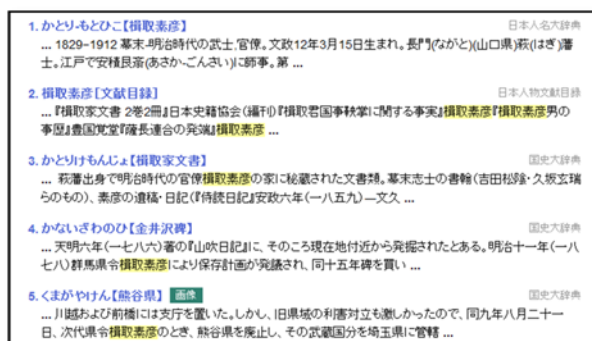 1. かとり-もとひこ【楫取素彦】 日本人名大辞典
... 1829-1912 幕末-明治時代の武士,官僚。文政12年3月15日生まれ。長門(ながと)(山口県)萩(はぎ)藩
士。江戸で安積艮斎(あさか-ごんさい)に師事。第 ...
2. 楫取素彦［文献目録］ 日本人物文献目録
... 『楫取家文書 2巻2冊』日本史籍協会(編刊)『楫取君国事鞅掌に関する事実』楫取素彦『楫取素彦男の
事歴』豊国覚堂『薩長連合の発端』楫取素彦 ...
3. かとりけもんじょ【楫取家文書】 国史大辞典
... 萩藩出身で明治時代の官僚楫取素彦の家に秘蔵された文書類。幕末志士の書翰(吉田松陰・久坂玄瑞
らのもの)、素彦の遺稿・日記(『侍読日記』安政六年(一八五九)―文久 ...
4. かないざわのひ【金井沢碑】 国史大辞典
... 天明六年(一七八六)著の『山吹日記』に、そのころ現在地付近から発掘されたとある。明治十一年(一八
七八)群馬県令楫取素彦により保存計画が発議され、同十五年碑を買い ...
5. くまがやけん【熊谷県】 画像 国史大辞典
... 川越および前橋には支庁を置いた。しかし、旧県域の利害対立も激しかったので、同九年八月二十一
日、次代県令楫取素彦のとき、熊谷県を廃止し、その武蔵国分を埼玉県に管轄 ...